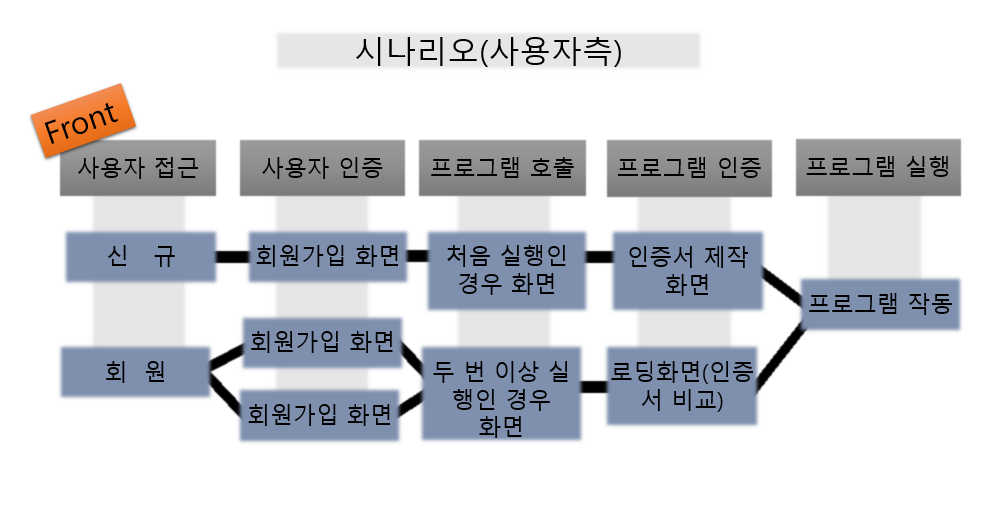 시나리오(사용자측)
Front
사용자 접근
사용자 인증
프로그램 호출
프로그램 인증
프로그램 실행
신 규
회원가입 화면
처음 실행인
경우 화면
인증서 제작
화면
프로그램 작동
회원가입 화면
회 원
두 번 이상 실
행인 경우
화면
로딩화면(인증
서 비교)
회원가입 화면